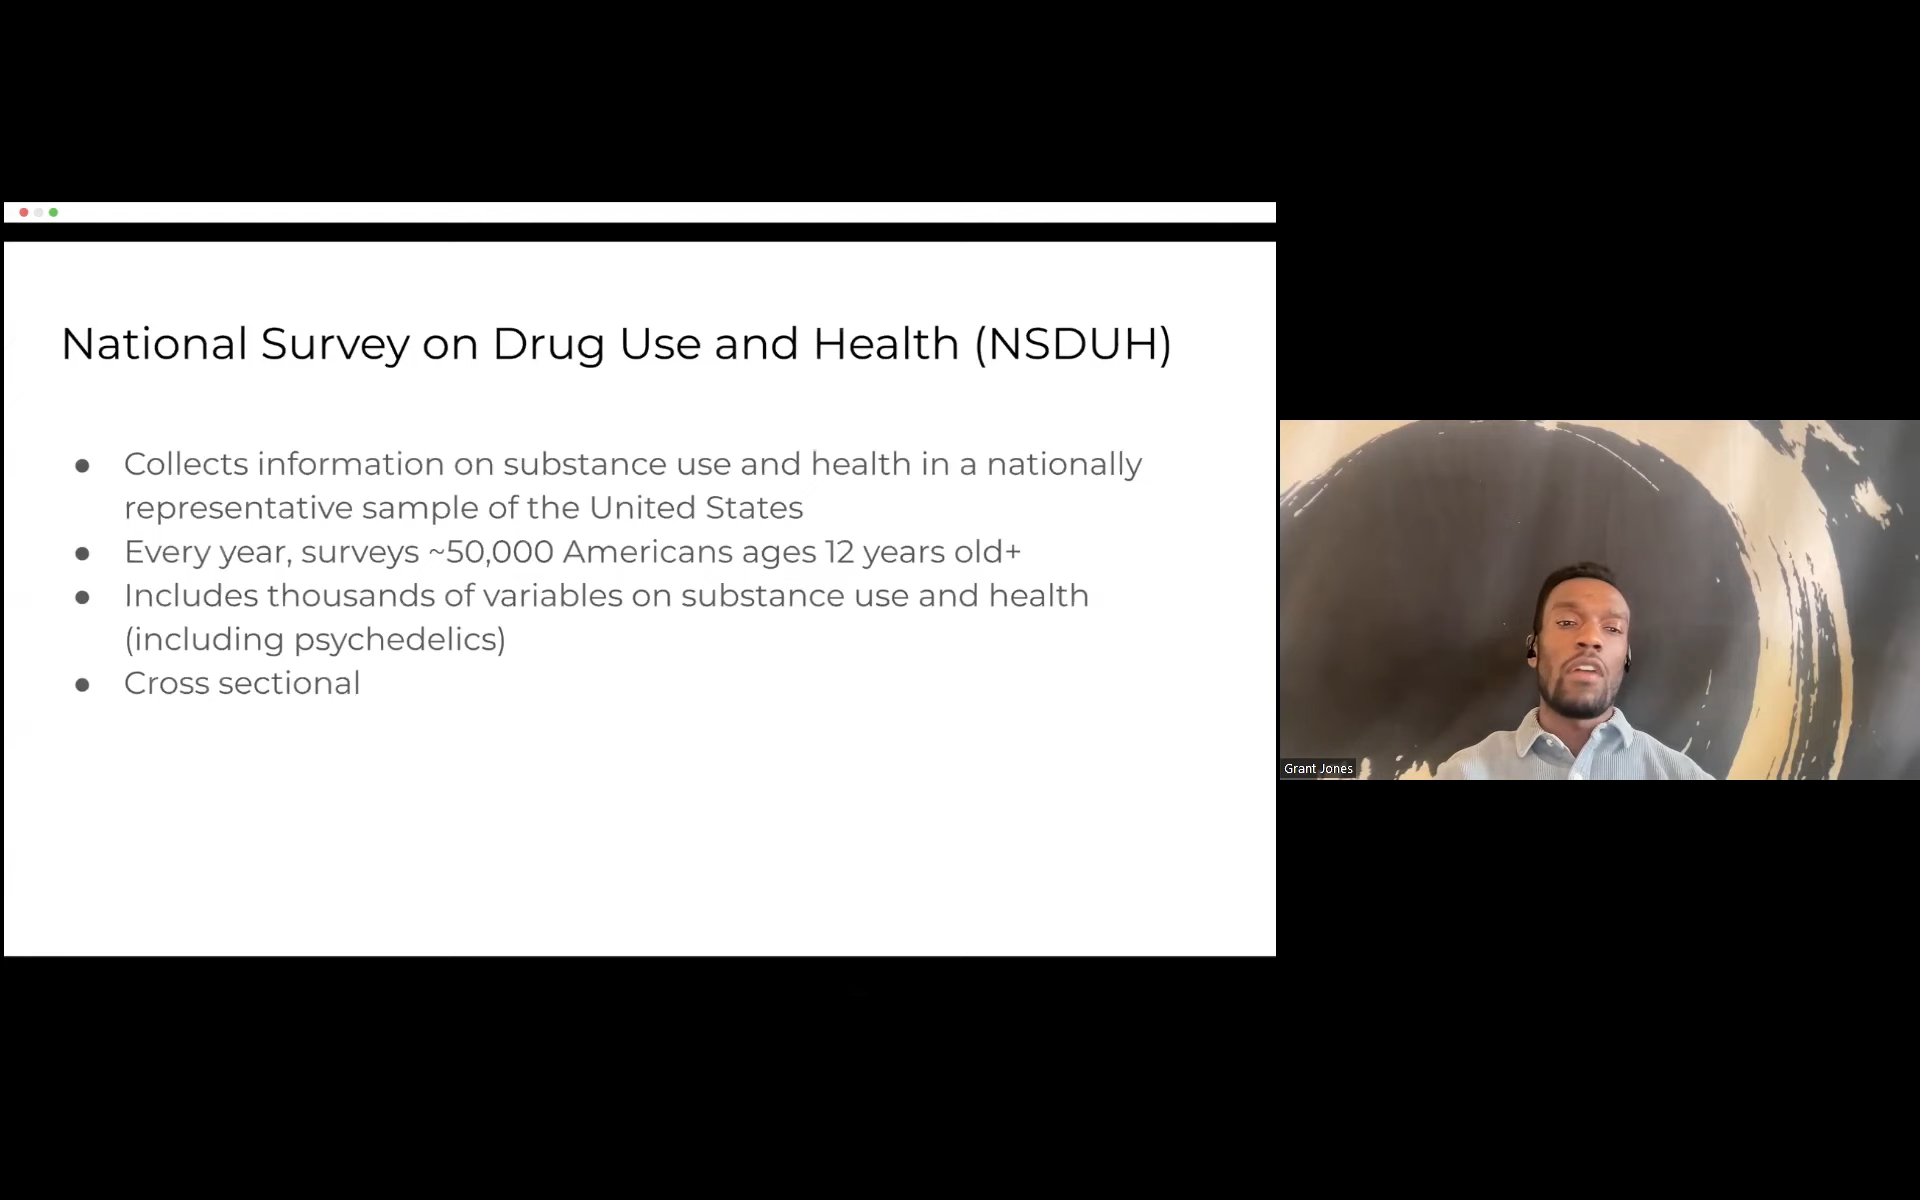 National Survey on Drug Use and Health (NSDUH)
● Collects information on substance use and health in a nationally
representative sample of the United States
● Every year, surveys ~50,000 Americans ages 12 years old+
● Includes thousands of variables on substance use and health
(including psychedelics)
● Cross sectional
Grant Jones